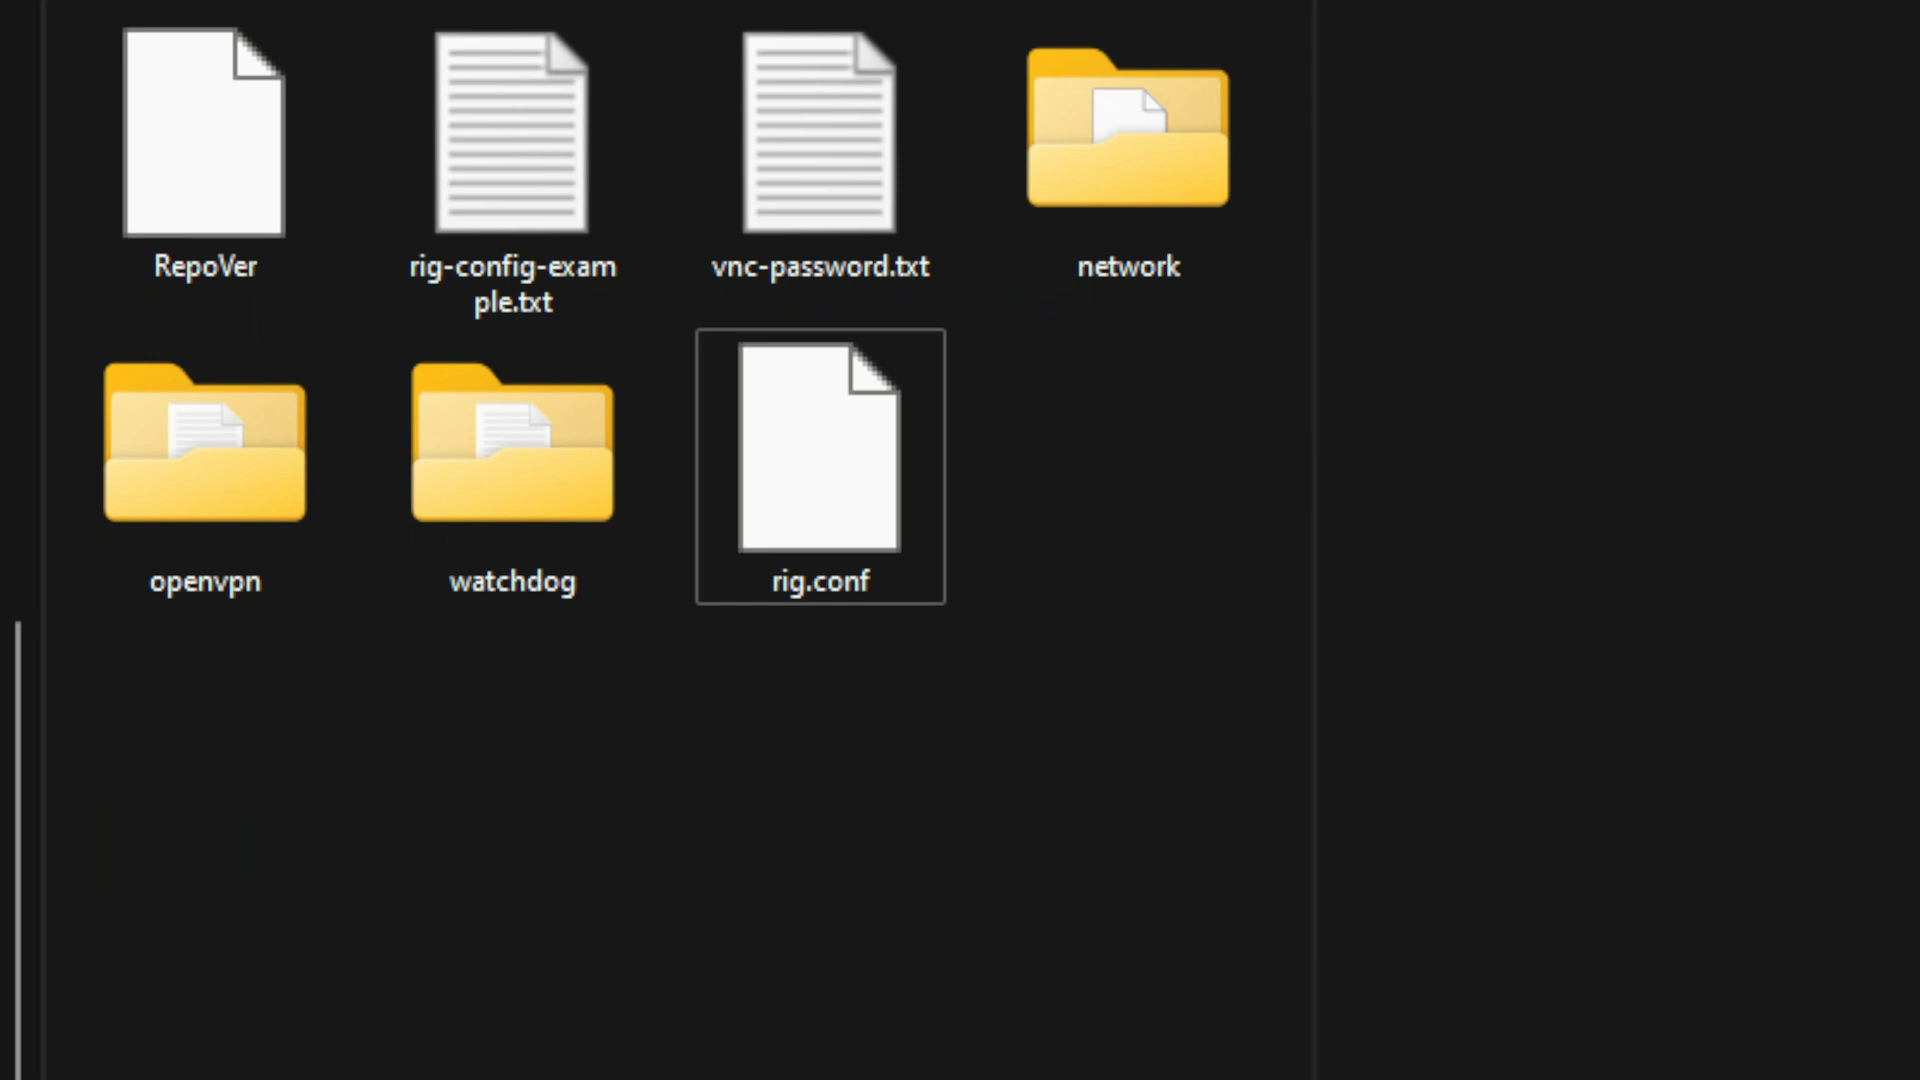 RepoVer
rig-config-exam
ple.txt
vnc-password.txt
network
openvpn
watchdog
rig.conf